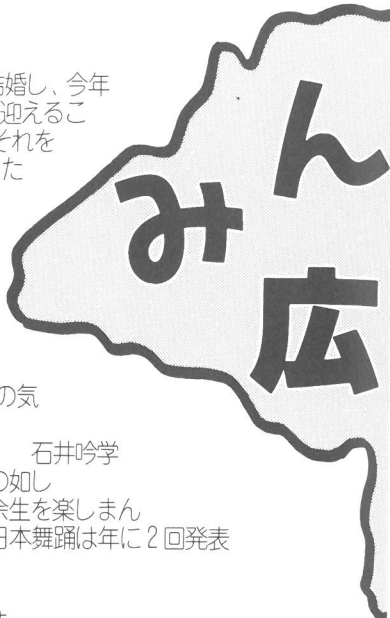 結婚し、今年
迎えるこ
それを
た
みん
広
の気
石井吟学
の如し
余生を楽しまん
日本舞踊は年に2回発表